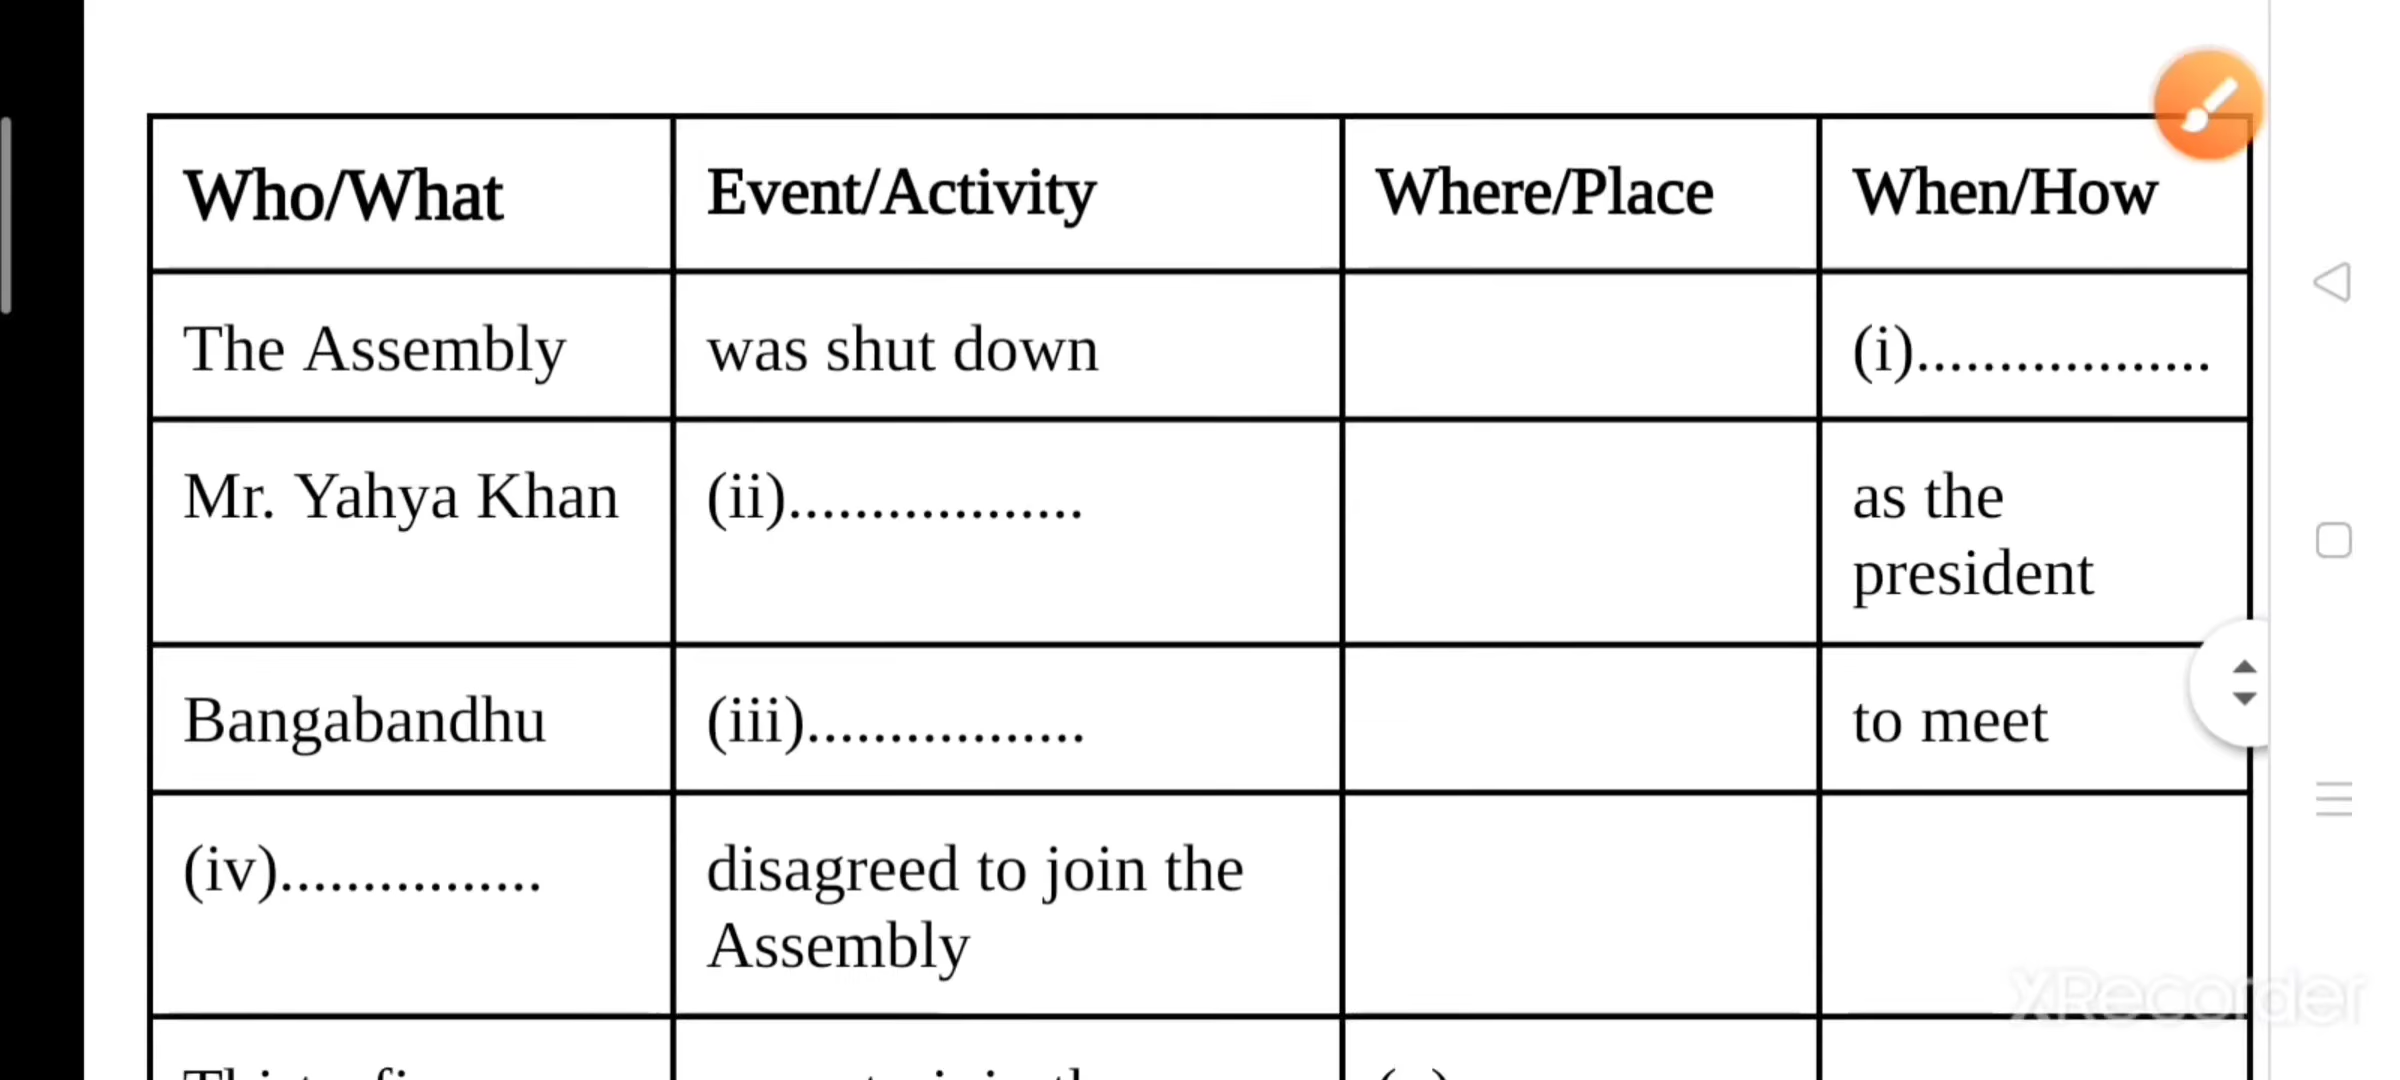 Who/What Event/Activity Where/Place When/How
The Assembly was shut down (i)..................
Mr. Yahya Khan (ii).................. as the
president
Bangabandhu (iii)................. to meet
(iv)................ disagreed to join the
Assembly
XRecorder